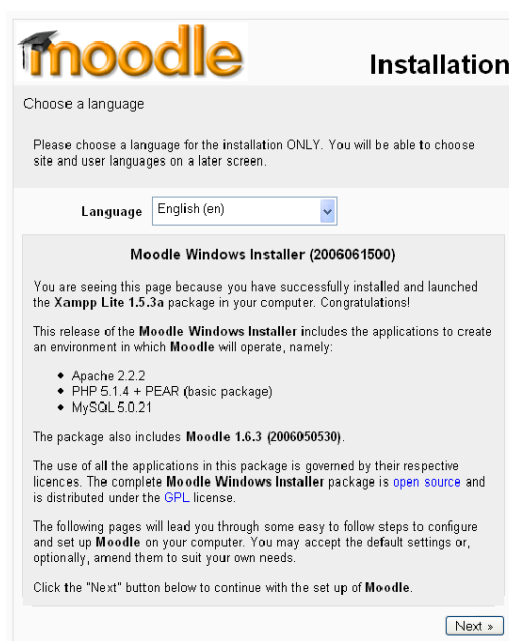 moodle
Installation
Choose a language
Please choose a language for the installation ONLY. You will be able to choose
site and user languages on a later screen.
Language English (en)
Moodle Windows Installer (2006061500)
You are seeing this page because you have successfully installed and launched
the Xampp Lite 1.5.3a package in your computer. Congratulations!
This release of the Moodle Windows Installer includes the applications to create
an environment in which Moodle will operate, namely:
◆ Apache 2.2.2
◆ PHP 5.1.4 + PEAR (basic package)
◆ MySQL 5.0.21
The package also includes Moodle 1.6.3 (2006050530).
The use of all the applications in this package is governed by their respective
licences. The complete Moodle Windows Installer package is open source and
is distributed under the GPL license.
The following pages will lead you through some easy to follow steps to configure
and set up Moodle on your computer. You may accept the default settings or,
optionally, amend them to suit your own needs.
Click the "Next" button below to continue with the set up of Moodle.
Next »